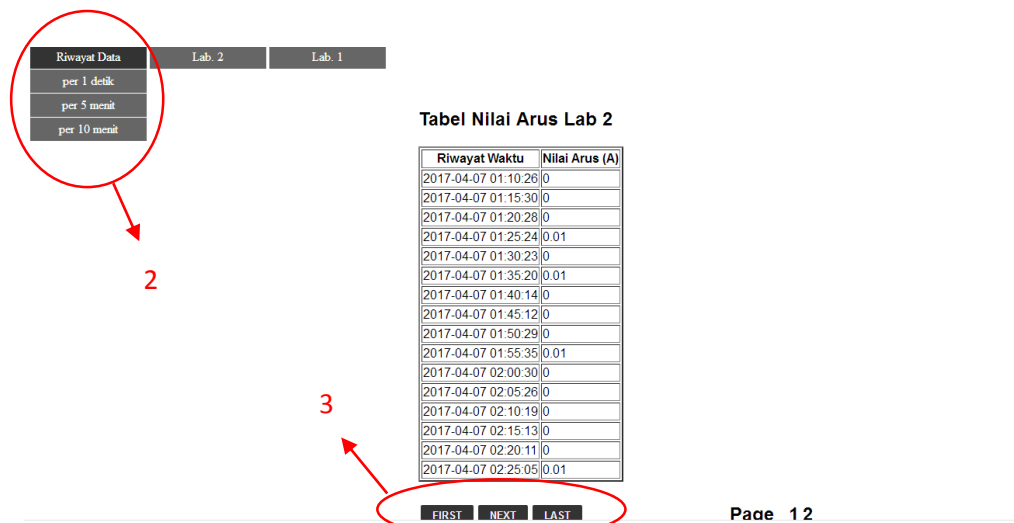 Riwayat Data Lab. 2 Lab. 1
per 1 detik
per 5 menit
per 10 menit
Tabel Nilai Arus Lab 2
Riwayat Waktu Nilai Arus (A)
2017-04-07 01:10:26 0
2017-04-07 01:15:30 0
2017-04-07 01:20:28 0
2017-04-07 01:25:24 0.01
2017-04-07 01:30:23 0
2017-04-07 01:35:20 0.01
2017-04-07 01:40:14 0
2017-04-07 01:45:12 0
2017-04-07 01:50:29 0
2017-04-07 01:55:35 0.01
2017-04-07 02:00:30 0
2017-04-07 02:05:26 0
2017-04-07 02:10:19 0
2017-04-07 02:15:13 0
2017-04-07 02:20:11 0
2017-04-07 02:25:05 0.01
2
3
FIRST NEXT LAST
Page 1 2